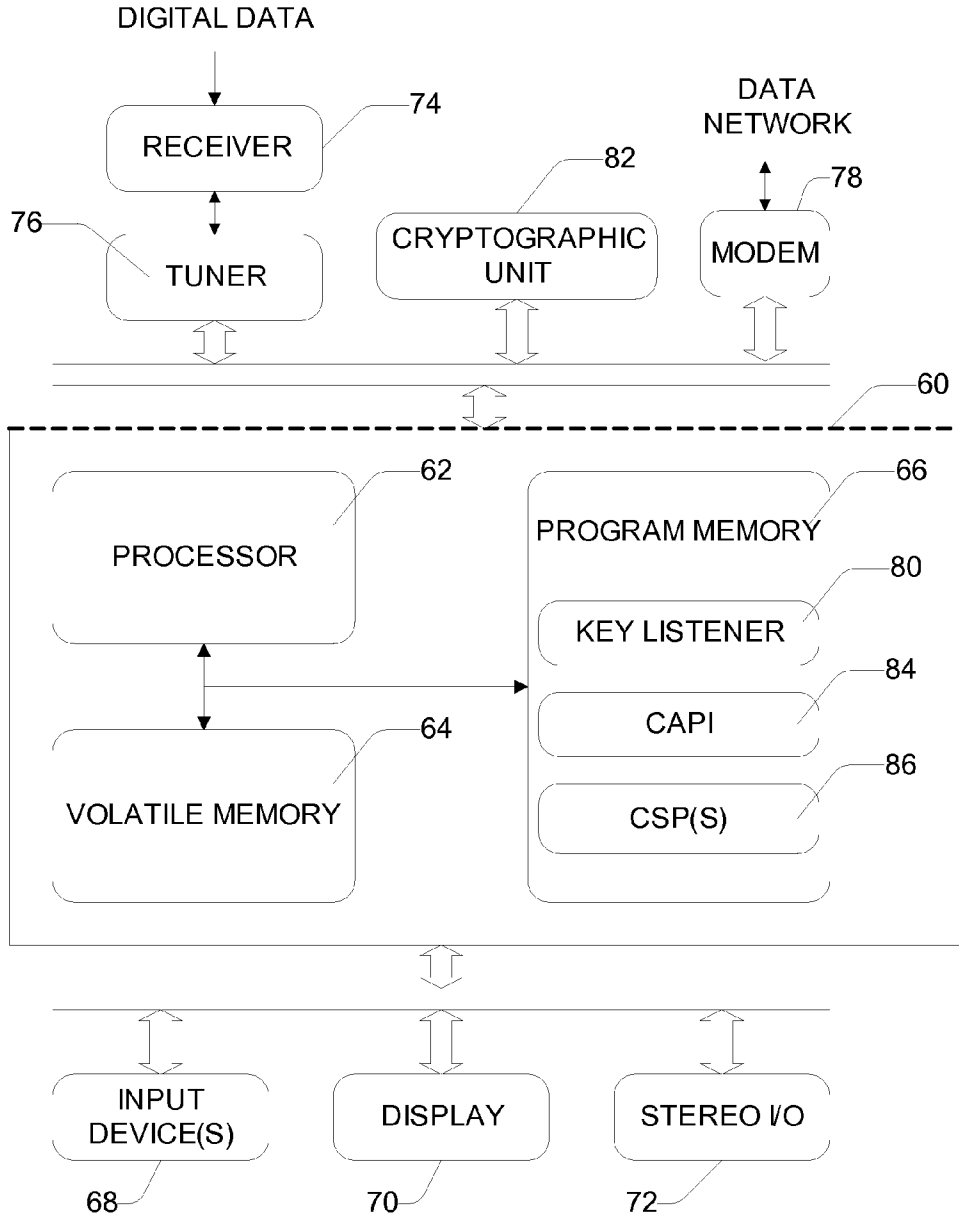 DIGITAL DATA
74
RECEIVER
DATA
NETWORK
82
78
76
CRYPTOGRAPHIC
UNIT
MODEM
TUNER
60
62
66
PROCESSOR
PROGRAM MEMORY
80
KEY LISTENER
84
CAPI
64
86
VOLATILE MEMORY
CSP(S)
INPUT
DEVICE(S)
DISPLAY
STEREO I/O
68
70
72